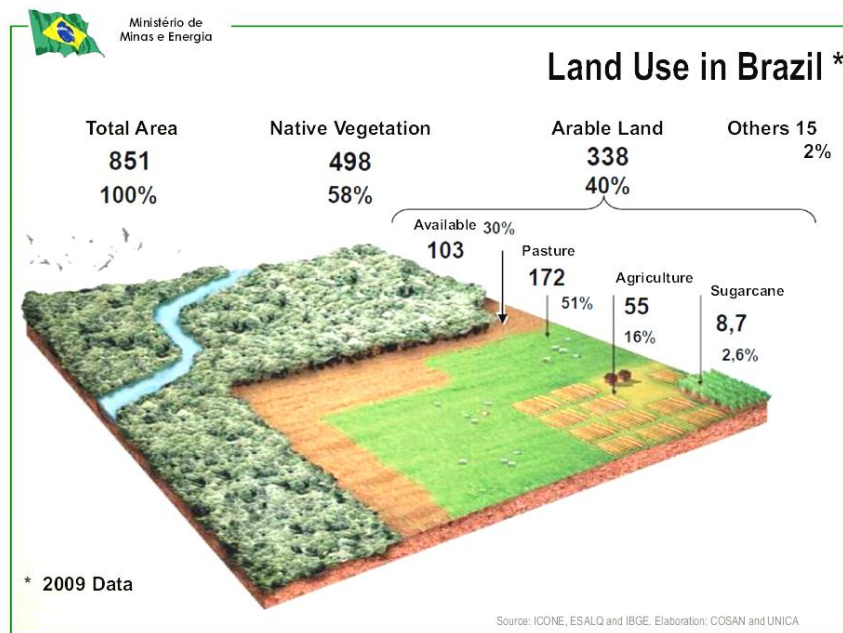 Ministério de
Minas e Energia
Land Use in Brazil *
Total Area
851
100%
Native Vegetation
498
58%
Arable Land
338
40%
Others 15
2%
Available 30%
103
Pasture
172
51%
Agriculture
55
16%
Sugarcane
8,7
2,6%
* 2009 Data
Source: ICONE, ESALQ and IBGE. Elaboration: COSAN and UNICA